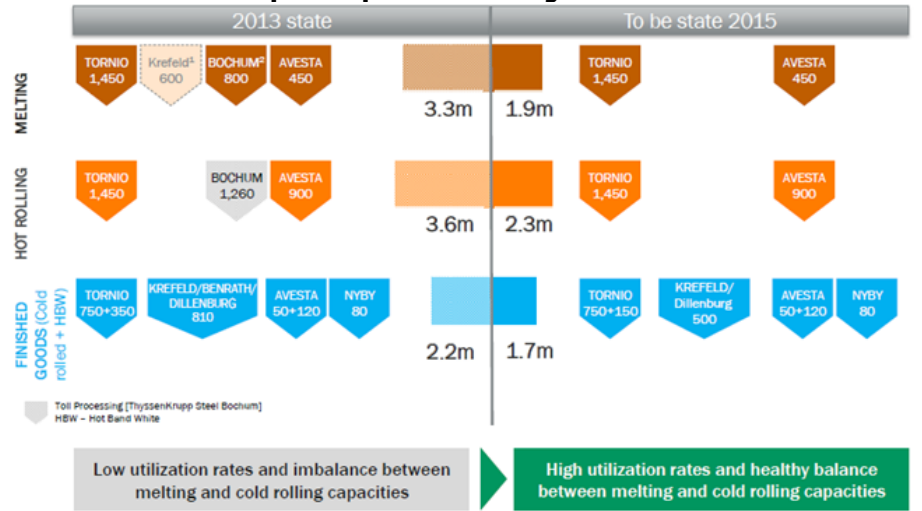 2013 state
To be state 2015
MELTING
TORNIO
1,450
Krefeld¹
600
BOCHUM²
800
AVESTA
450
3.3m
1.9m
TORNIO
1,450
AVESTA
450
HOT ROLLING
TORNIO
1,450
BOCHUM
1,260
AVESTA
900
3.6m
2.3m
TORNIO
1,450
AVESTA
900
FINISHED
GOODS (Cold
rolled + HBW)
TORNIO
750+350
KREFELD/BENRATH/
DILLENBURG
810
AVESTA
50+120
NYBY
80
2.2m
1.7m
TORNIO
750+150
KREFELD/
Dillenburg
500
AVESTA
50+120
NYBY
80
Toll Processing [ThyssenKrupp Steel Bochum]
HBW – Hot Band White
Low utilization rates and imbalance between
melting and cold rolling capacities
High utilization rates and healthy balance
between melting and cold rolling capacities